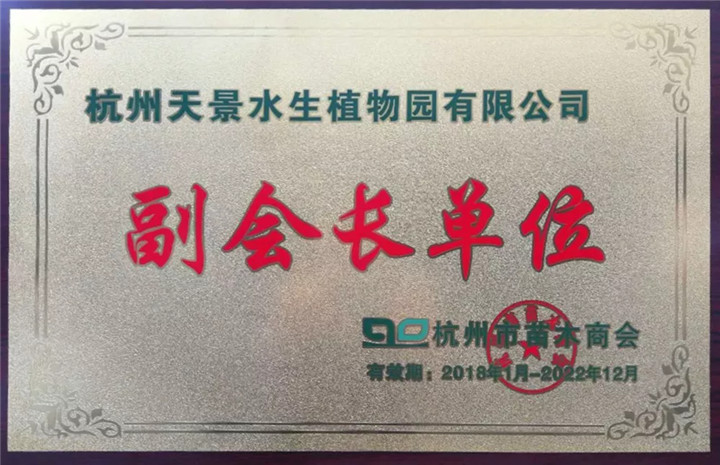 杭州天景水生植物园有限公司
副会长单位
杭州市苗木商会
有效期：2018年1月-2022年12月